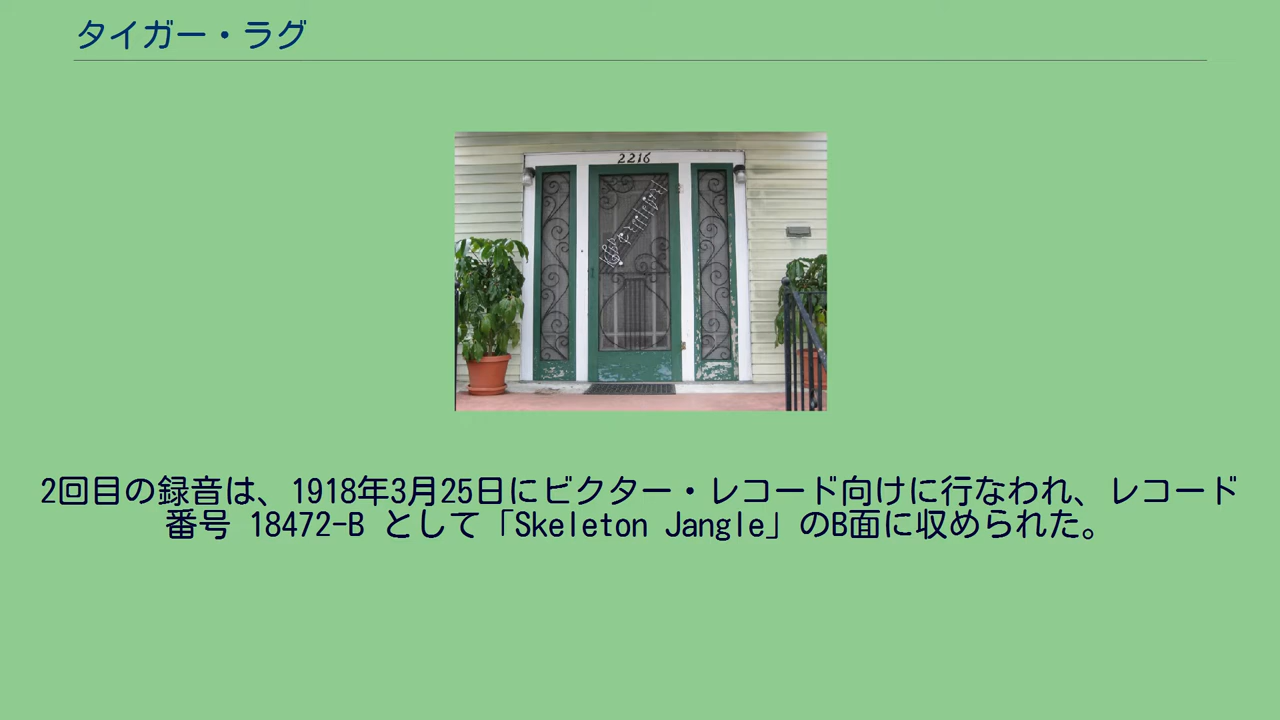 タイガー・ラグ
2216
2回目の録音は、1918年3月25日にビクター・レコード向けに行なわれ、レコード
番号 18472-B として「Skeleton Jangle」のB面に収められた。